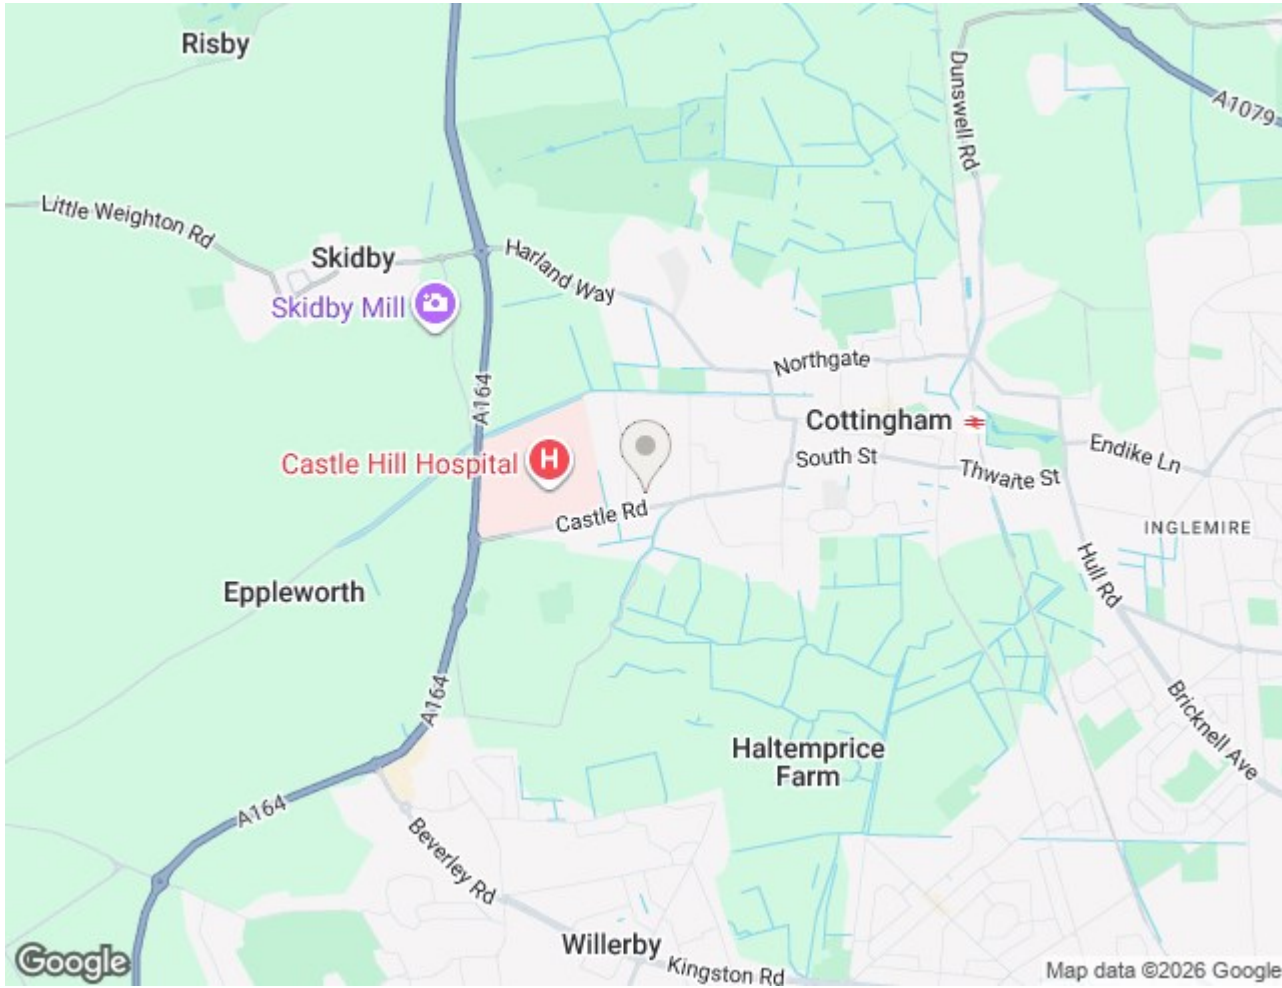 Risby
Dunswell Rd
A1079
Little Weighton Rd
Skidby
Harland Way
Skidby Mill
A164
Northgate
Cottingham
Castle Hill Hospital
H
South St
Thwaite St
Endike Ln
Castle Rd
INGLEMIRE
Hull Rd
Eppleworth
A164
Bricknell Ave
Haltemprice
Farm
A164
Beverley Rd
Willerby
Kingston Rd
Google
Map data ©2026 Google